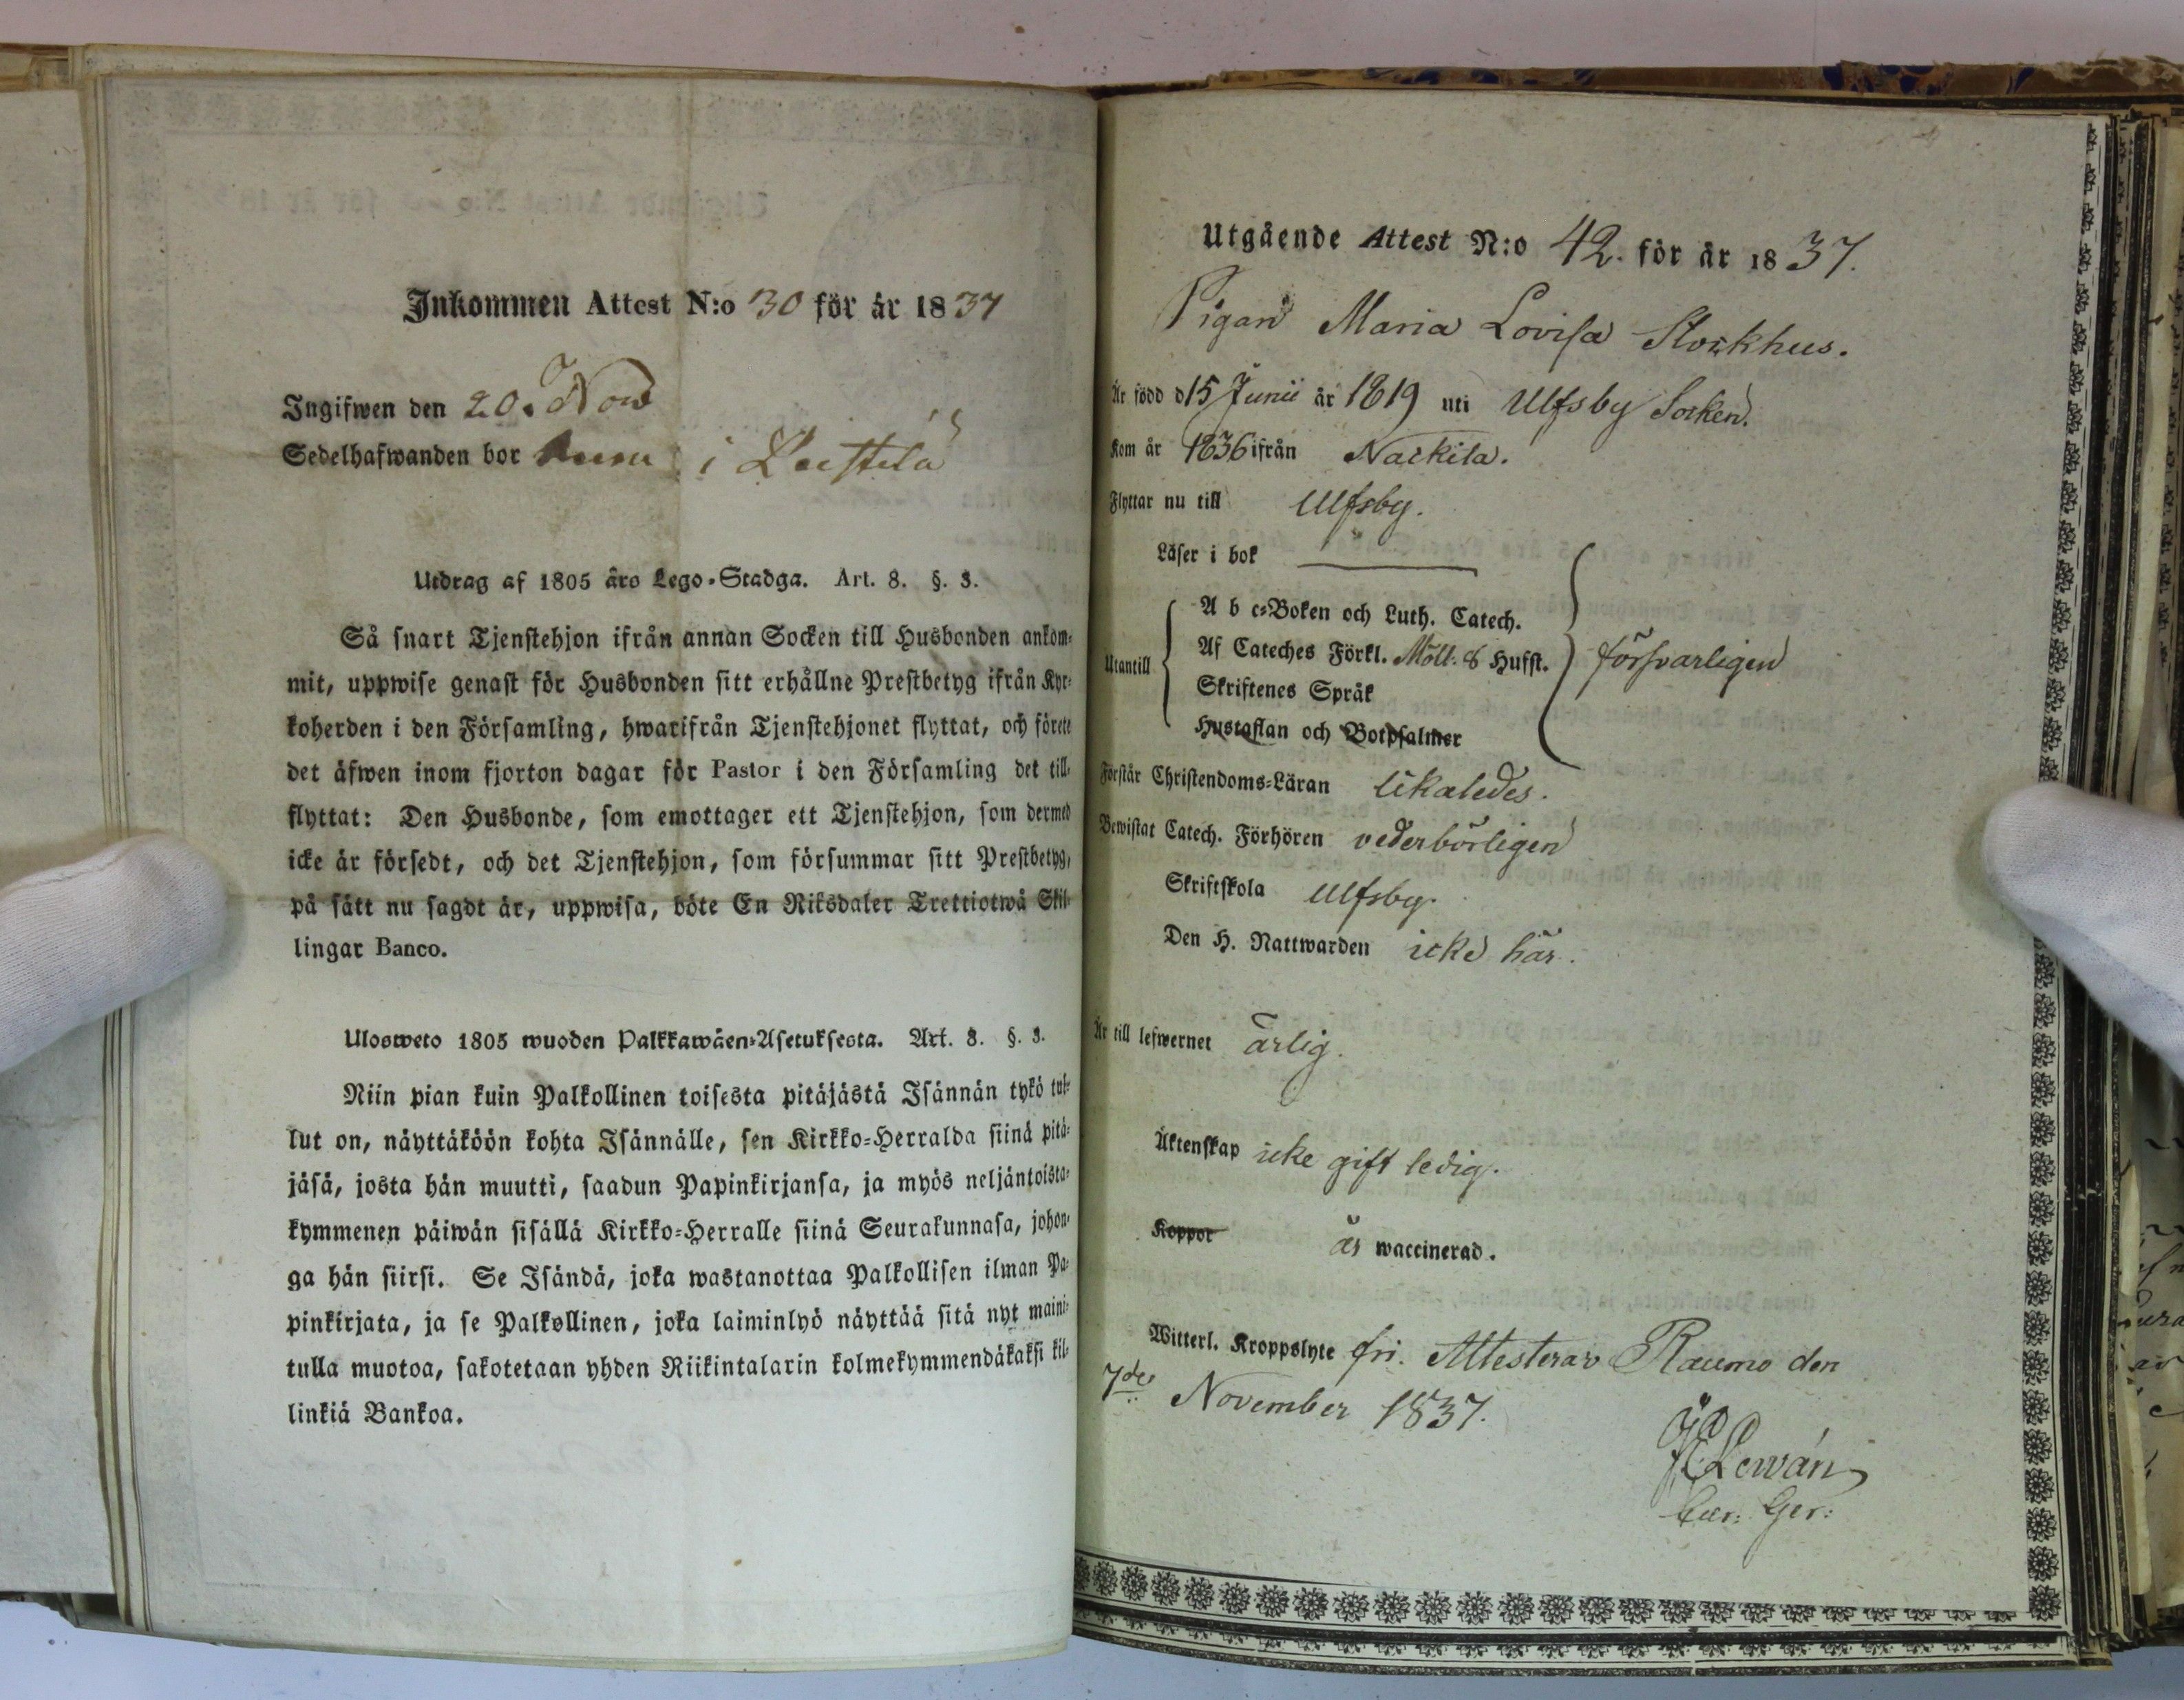 Inkommen Attest N:o 30 för år 1837
Ingifwen den 20. Nov
Sedelhafwanden bor i
Utdrag af 1805 års Lego-Stadga. Art. 8. §. 3.
Så snart Tjenstehjon ifrån annan Socken till Husbonden ankom-
mit, uppwise genast för Husbonden sitt erhållne Prestbetyg ifrån Kyr-
koherden i den Församling, hwarifrån Tjenstehjonet flyttat, och förete
det äfwen inom fjorton dagar för Pastor i den Församling det till-
flyttat: Den Husbonde, som emottager ett Tjenstehjon, som dermed
icke är försedt, och det Tjenstehjon, som försummar sitt Prestbetyg,
på sätt nu sagdt är, uppwisa, böte En Riksdaler Trettiotwå Skil-
lingar Banco.
Ulosweto 1805 wuoden Palkkawäen-Asetuksesta. Art. 8. §. 3.
Niin pian kuin Palkollinen toisesta pitäjästä Isännän tykö tul-
lut on, näyttäköön kohta Isännälle, sen Kirkko-Herralda siinä pitä-
jäsä, josta hän muutti, saadun Papinkirjansa, ja myös neljäntoista-
kymmenen päiwän sisällä Kirkko-Herralle siinä Seurakunnasa, johon-
ga hän siirsi. Se Isändä, joka wastanottaa Palkollisen ilman Pa-
pinkirjata, ja se Palkollinen, joka laiminlyö näyttää sitä nyt maini-
tulla muotoa, sakotetaan yhden Riikintalarin kolmekymmendäkaksi kil-
linkiä Bankoa.
Utgående Attest N:o 42. för år 1837.
Pigan Maria Lovisa Stockhus.
Är född d 15 Junii år 1819 uti Ulfsby Socken.
Kom år 1836 ifrån Nackila.
Flyttar nu till Ulfsby.
Läser i bok
A b c-Boken och Luth. Catech.
Utantill Af Cateches Förkl. Möll. 8 Hufst. försvarligen
Skriftenes Språk
Hustaflan och Botpsalmer
Förstår Christendoms-Läran likaledes.
Bewistat Catech. Förhören vederbörligen
Skriftskola Ulfsby.
Den H. Nattwarden icke här.
Är till lefwernet ärlig.
Äktenskap icke gift ledig.
Koppor är waccinerad.
Witterl. Kroppslyte fri. Attesterar Raumo den
7de November 1837.
Lewán
Cur: Ger: